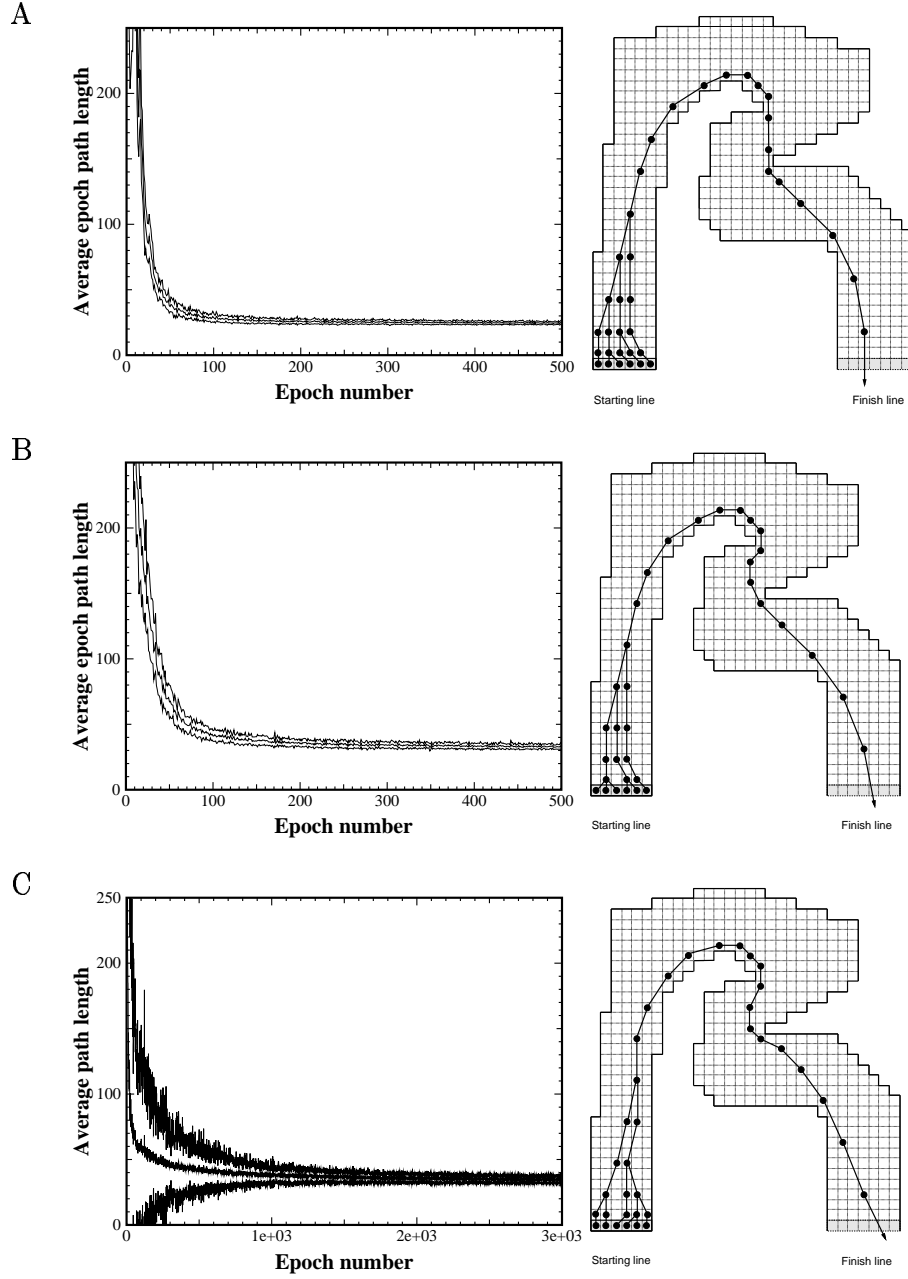 A
Average epoch path length
200
100
0
0 100 200 300 400 500
Epoch number
Starting line
Finish line
B
Average epoch path length
200
100
0
0 100 200 300 400 500
Epoch number
Starting line
Finish line
C
Average path length
250
200
150
100
50
0
0 1e+03 2e+03 3e+03
Epoch number
Starting line
Finish line